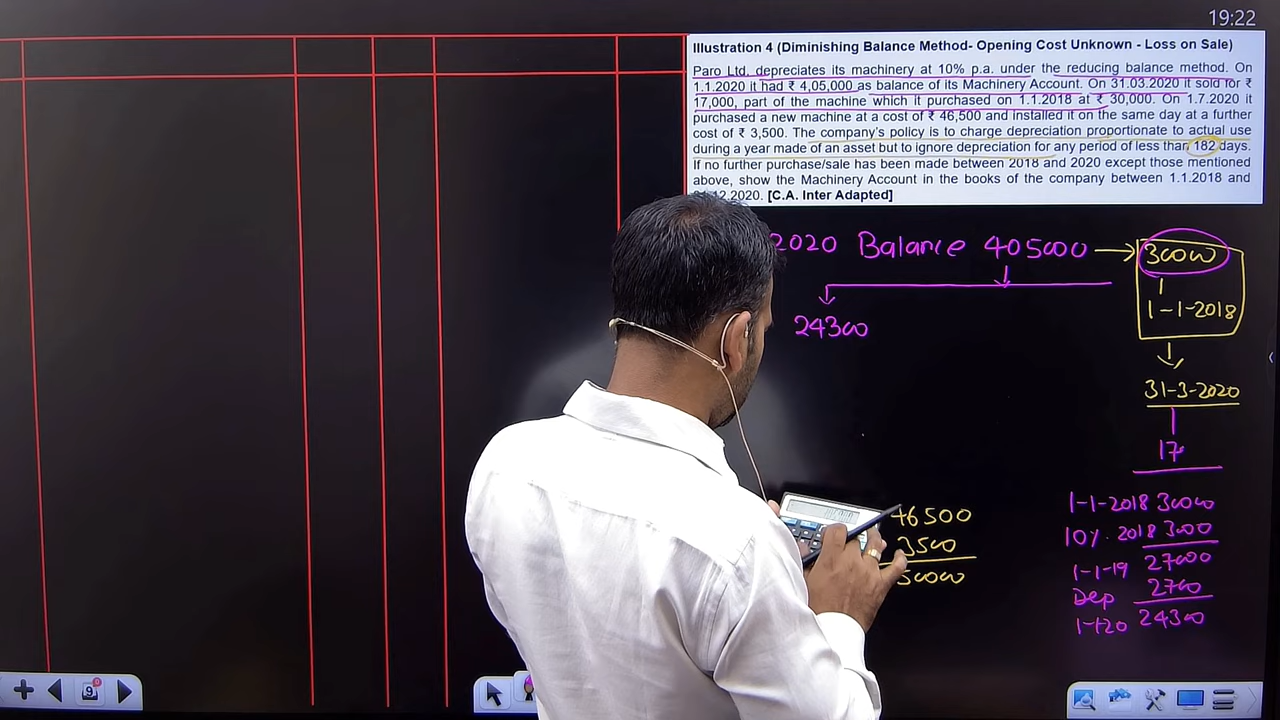 19:22
Illustration 4 (Diminishing Balance Method- Opening Cost Unknown - Loss on Sale)
Paro Ltd. depreciates its machinery at 10% p.a. under the reducing balance method. On
1.1.2020 it had ₹ 4,05,000 as balance of its Machinery Account. On 31.03.2020 it sold for ₹
17,000, part of the machine which it purchased on 1.1.2018 at ₹ 30,000. On 1.7.2020 it
purchased a new machine at a cost of ₹ 46,500 and installed it on the same day at a further
cost of ₹ 3,500. The company's policy is to charge depreciation proportionate to actual use
during a year made of an asset but to ignore depreciation for any period of less than 182 days.
If no further purchase/sale has been made between 2018 and 2020 except those mentioned
above, show the Machinery Account in the books of the company between 1.1.2018 and
.12.2020. [C.A. Inter Adapted]
2020 Balance 405000 → 30000
1-1-2018
24300
31-3-2020
17
46500
3500
50000
1-1-2018 30000
10%. 2018 3000
1-1-19 27000
Dep 2700
1-1-20 24300
9